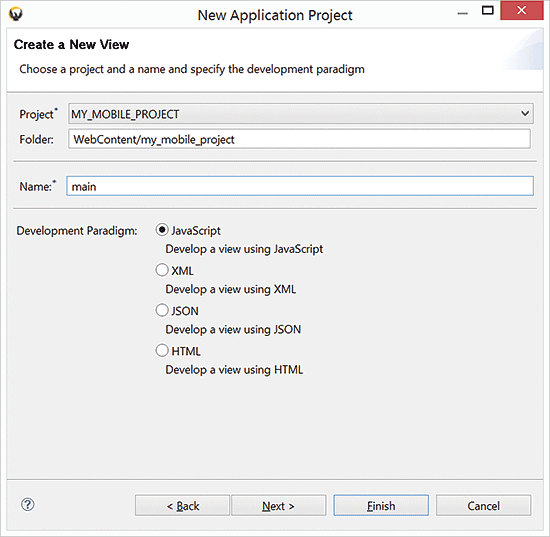 New Application Project
Create a New View
Choose a project and a name and specify the development paradigm
Project* MY_MOBILE_PROJECT
Folder: WebContent/my_mobile_project
Name:* main
Development Paradigm: JavaScript
Develop a view using JavaScript
XML
Develop a view using XML
JSON
Develop a view using JSON
HTML
Develop a view using HTML
? < Back Next > Finish Cancel